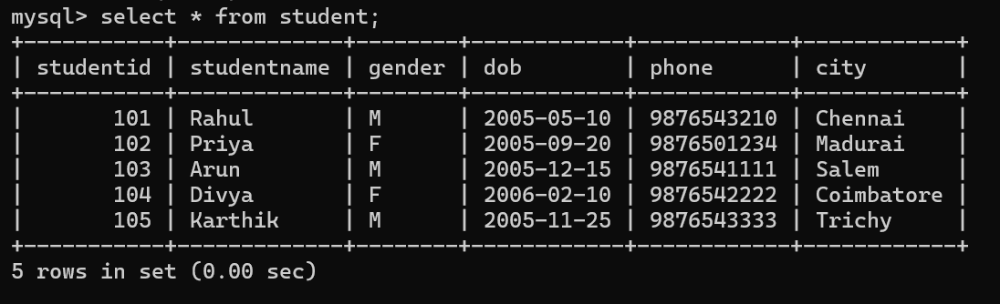 mysql> select * from student;
+-----------+-------------+--------+------------+------------+------------+
| studentid | studentname | gender | dob        | phone      | city       |
+-----------+-------------+--------+------------+------------+------------+
|       101 | Rahul       | M      | 2005-05-10 | 9876543210 | Chennai    |
|       102 | Priya       | F      | 2005-09-20 | 9876501234 | Madurai    |
|       103 | Arun        | M      | 2005-12-15 | 9876541111 | Salem      |
|       104 | Divya       | F      | 2006-02-10 | 9876542222 | Coimbatore |
|       105 | Karthik     | M      | 2005-11-25 | 9876543333 | Trichy     |
+-----------+-------------+--------+------------+------------+------------+
5 rows in set (0.00 sec)